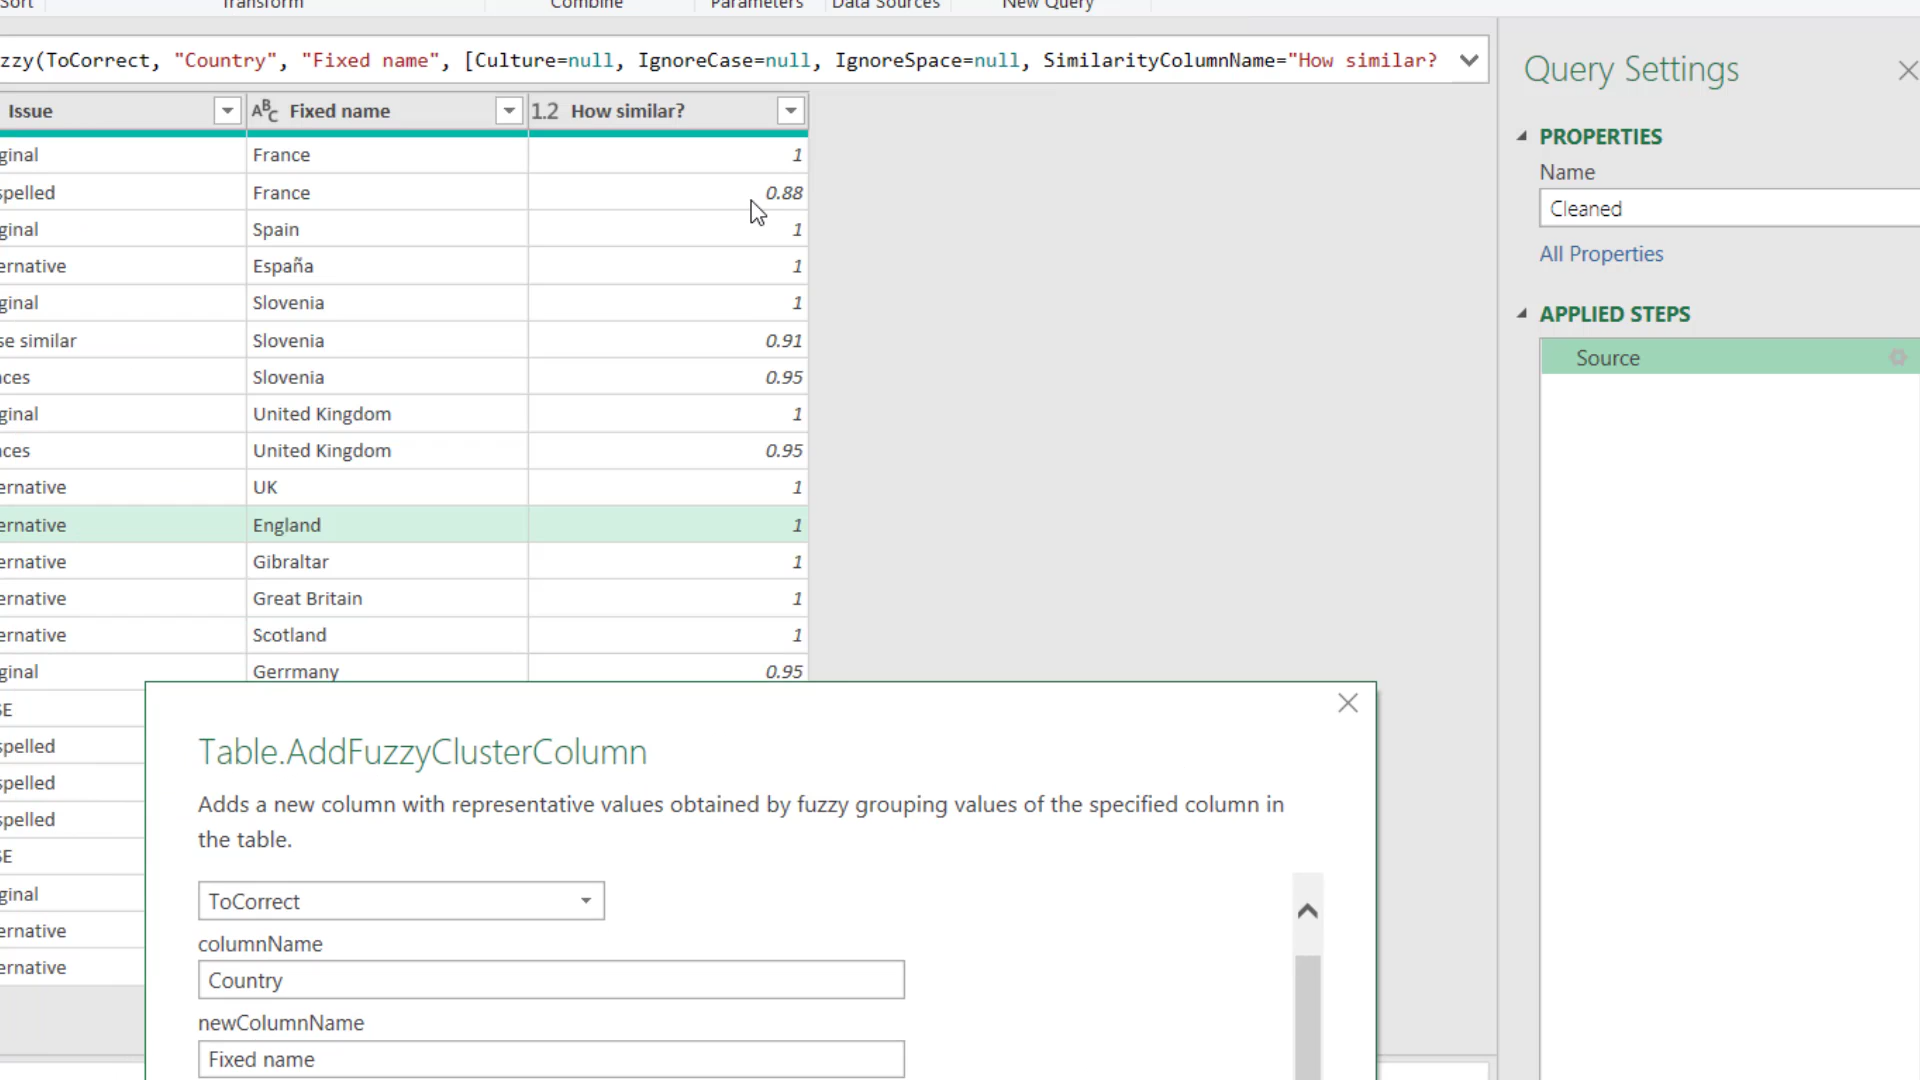 Sort
Transform
Combine
Parameters
Data Sources
New Query
zzy(ToCorrect, "Country", "Fixed name", [Culture=null, IgnoreCase=null, IgnoreSpace=null, SimilarityColumnName="How similar?
Issue ABC Fixed name 1.2 How similar?
ginal France 1
spelled France 0.88
ginal Spain 1
ernative España 1
ginal Slovenia 1
se similar Slovenia 0.91
ces Slovenia 0.95
ginal United Kingdom 1
ces United Kingdom 0.95
ernative UK 1
ernative England 1
ernative Gibraltar 1
ernative Great Britain 1
ernative Scotland 1
ginal Gerrmany 0.95
SE
spelled
spelled
spelled
SE
ginal
ernative
ernative
Table.AddFuzzyClusterColumn
Adds a new column with representative values obtained by fuzzy grouping values of the specified column in
the table.
ToCorrect
columnName
Country
newColumnName
Fixed name
Query Settings
PROPERTIES
Name
Cleaned
All Properties
APPLIED STEPS
Source